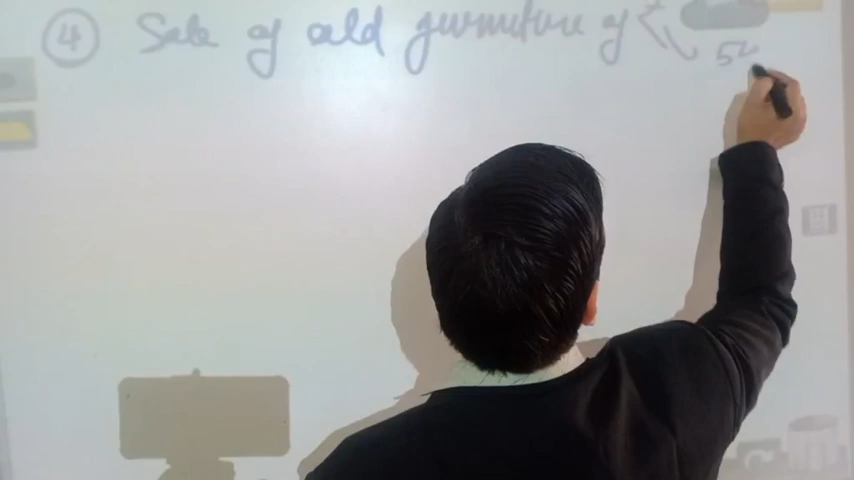 ④ Sale of old furniture of ₹